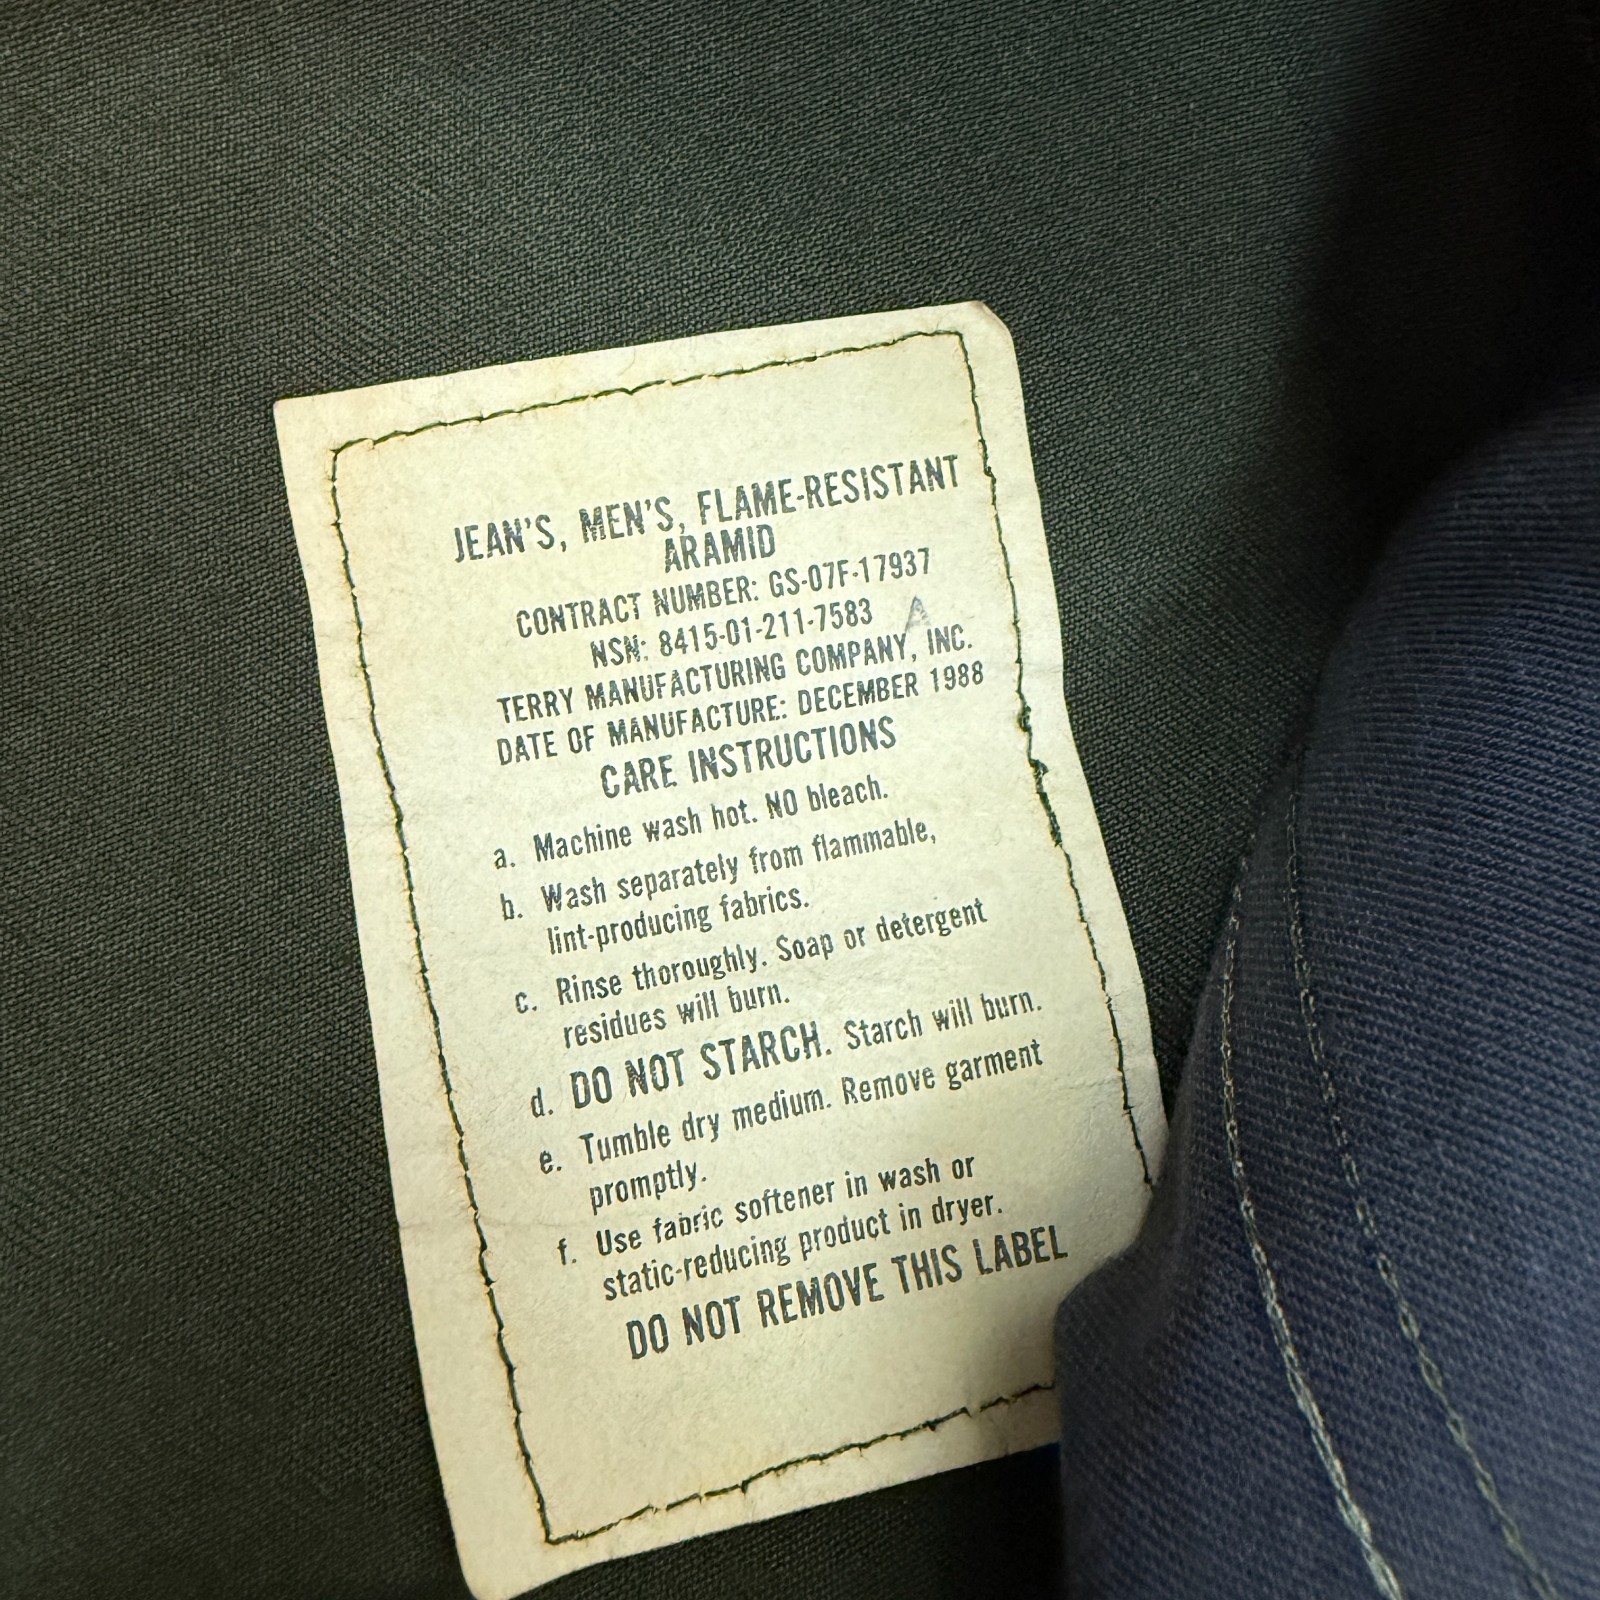 JEAN'S, MEN'S, FLAME-RESISTANT
ARAMID
CONTRACT NUMBER: GS-07F-17937
NSN: 8415-01-211-7583 A
TERRY MANUFACTURING COMPANY, INC.
DATE OF MANUFACTURE: DECEMBER 1988
CARE INSTRUCTIONS
a. Machine wash hot. NO bleach.
b. Wash separately from flammable,
lint-producing fabrics.
c. Rinse thoroughly. Soap or detergent
residues will burn.
d. DO NOT STARCH. Starch will burn.
e. Tumble dry medium. Remove garment
promptly.
f. Use fabric softener in wash or
static-reducing product in dryer.
DO NOT REMOVE THIS LABEL